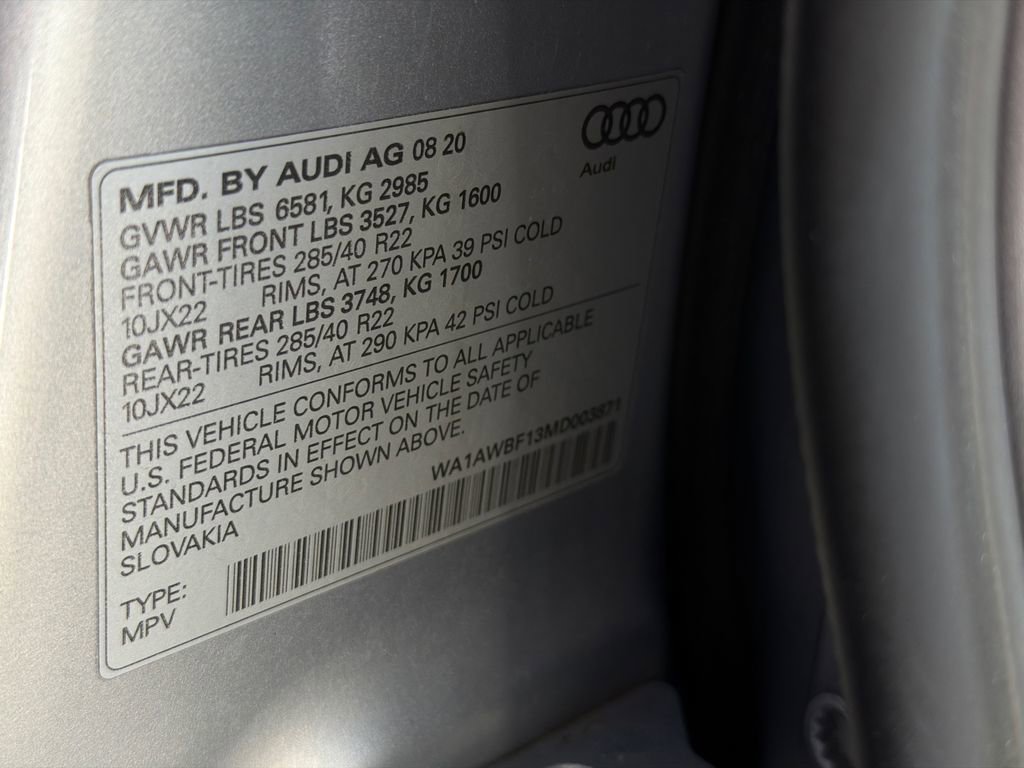 MFD. BY AUDI AG 08 20
Audi
GVWR LBS 6581, KG 2985
GAWR FRONT LBS 3527, KG 1600
FRONT-TIRES 285/40 R22
10JX22 RIMS, AT 270 KPA 39 PSI COLD
GAWR REAR LBS 3748, KG 1700
REAR-TIRES 285/40 R22
10JX22 RIMS, AT 290 KPA 42 PSI COLD
THIS VEHICLE CONFORMS TO ALL APPLICABLE
U.S. FEDERAL MOTOR VEHICLE SAFETY
STANDARDS IN EFFECT ON THE DATE OF
MANUFACTURE SHOWN ABOVE.
SLOVAKIA
WA1AWBF13MD003871
TYPE:
MPV